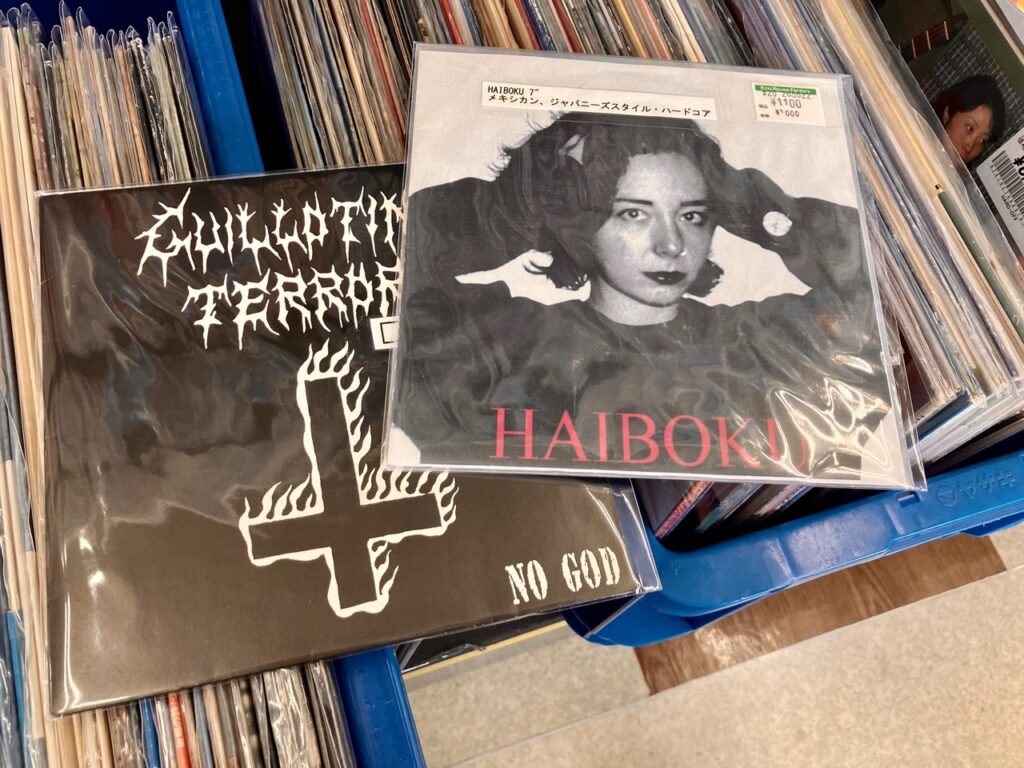 HAIBOKU 7"
メキシカン、ジャパニーズスタイル・ハードコア
¥1100
¥1000
GUILLOTIN
TERROR
HAIBOKU
NO GOD